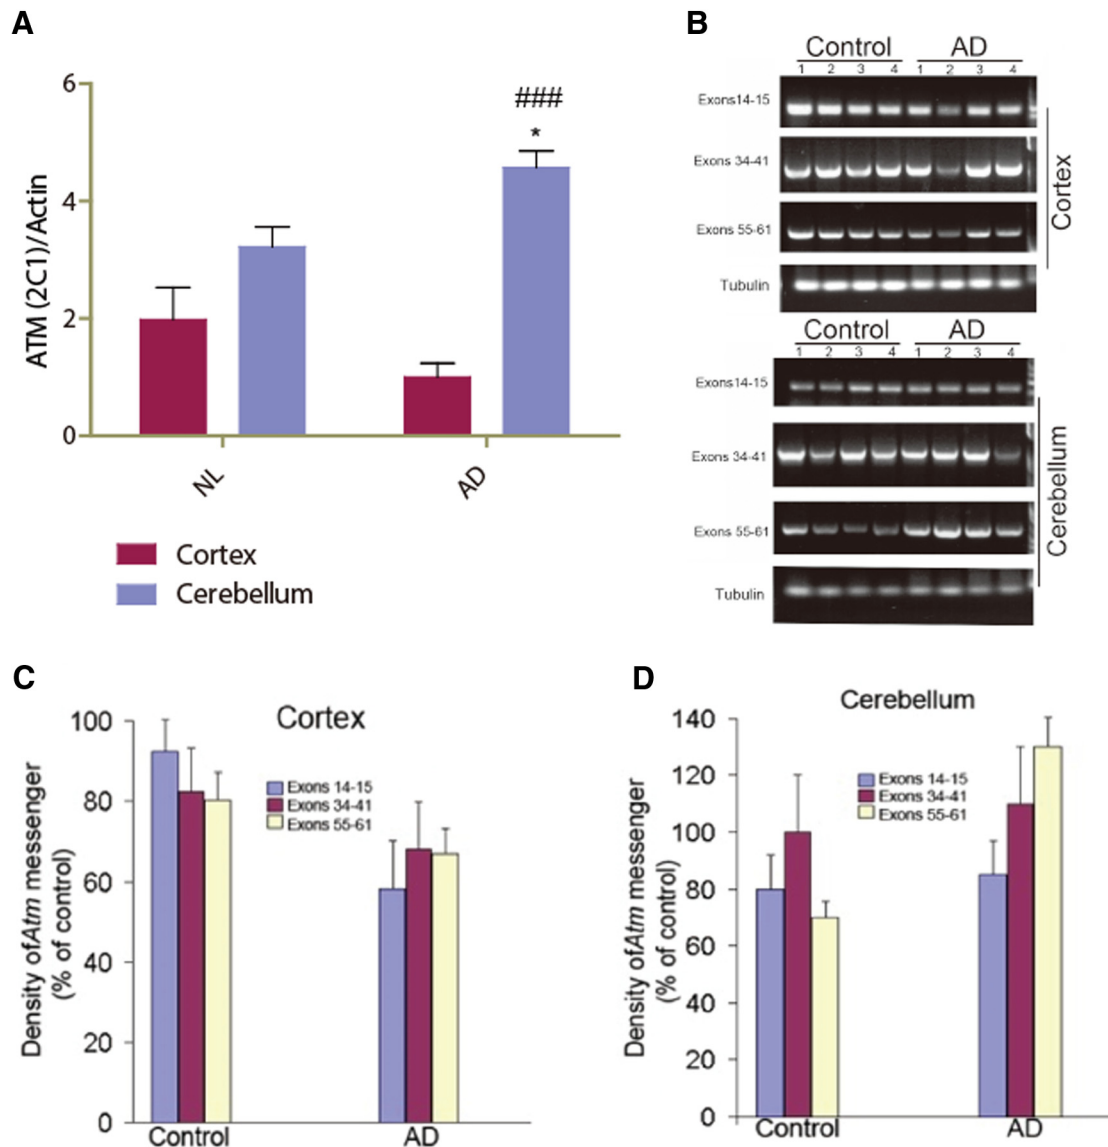 A
6
4
2
0
ATM (2C1)/Actin
###
*
NL
AD
Cortex
Cerebellum
B
Control AD
1 2 3 4 1 2 3 4
Exons14-15
Exons 34-41
Exons 55-61
Tubulin
Cortex
Control AD
1 2 3 4 1 2 3 4
Exons14-15
Exons 34-41
Exons 55-61
Tubulin
Cerebellum
C
Cortex
100
80
60
40
20
0
Density ofAtm messenger
(% of control)
Exons 14-15
Exons 34-41
Exons 55-61
Control AD
D
Cerebellum
140
120
100
80
60
40
20
0
Density ofAtm messenger
(% of control)
Exons 14-15
Exons 34-41
Exons 55-61
Control AD